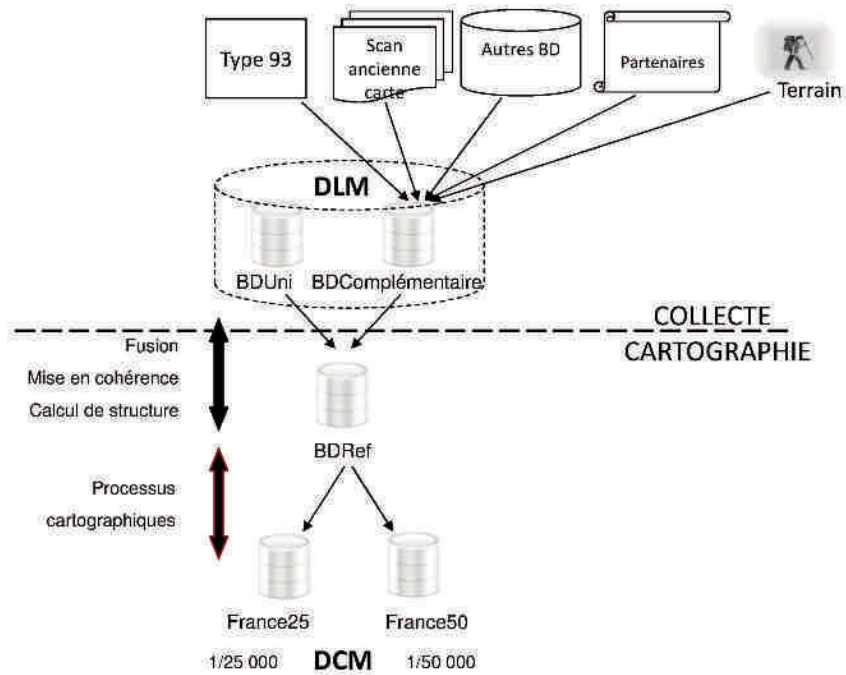 Type 93
Scan
ancienne
carte
Autres BD
Partenaires
Terrain
DLM
BDUni
BDComplémentaire
COLLECTE
CARTOGRAPHIE
Fusion
Mise en cohérence
Calcul de structure
BDRef
Processus
cartographiques
France25
France50
1/25 000
DCM
1/50 000